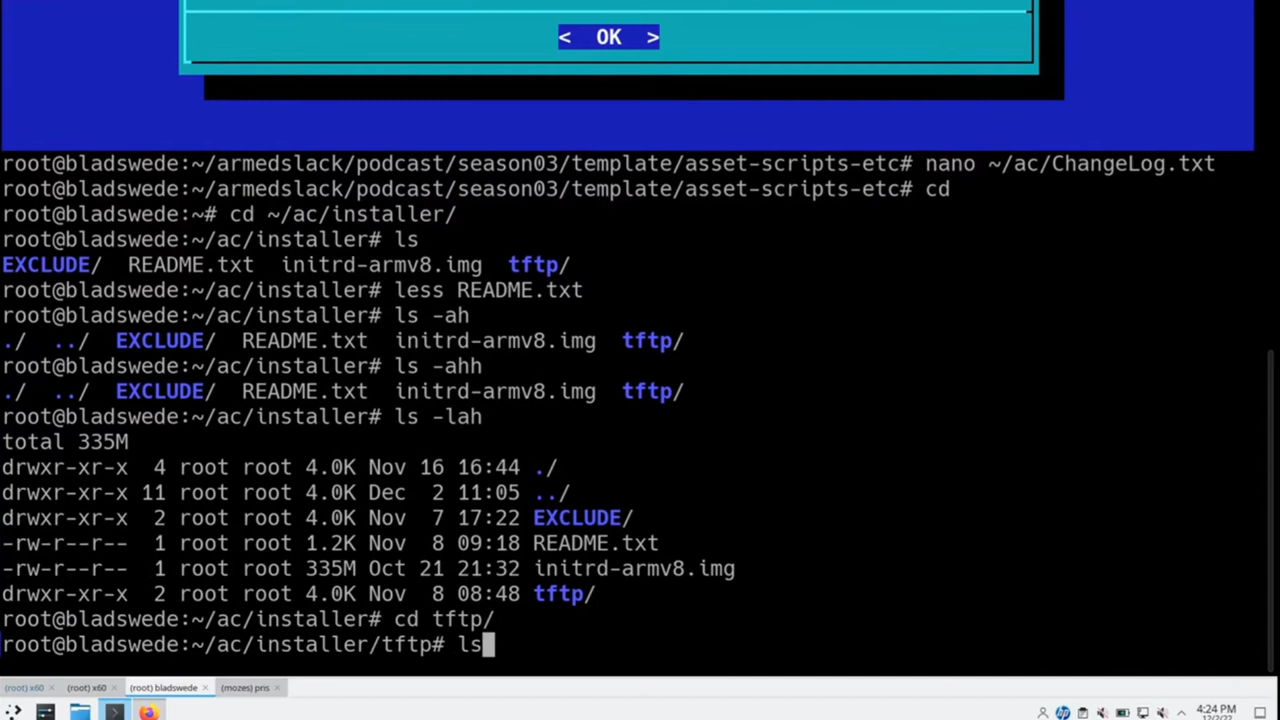 < OK >
root@bladswede:~/armedslack/podcast/season03/template/asset-scripts-etc# nano ~/ac/ChangeLog.txt
root@bladswede:~/armedslack/podcast/season03/template/asset-scripts-etc# cd
root@bladswede:~# cd ~/ac/installer/
root@bladswede:~/ac/installer# ls
EXCLUDE/ README.txt initrd-armv8.img tftp/
root@bladswede:~/ac/installer# less README.txt
root@bladswede:~/ac/installer# ls -ah
./ ../ EXCLUDE/ README.txt initrd-armv8.img tftp/
root@bladswede:~/ac/installer# ls -ahh
./ ../ EXCLUDE/ README.txt initrd-armv8.img tftp/
root@bladswede:~/ac/installer# ls -lah
total 335M
drwxr-xr-x 4 root root 4.0K Nov 16 16:44 ./
drwxr-xr-x 11 root root 4.0K Dec 2 11:05 ../
drwxr-xr-x 2 root root 4.0K Nov 7 17:22 EXCLUDE/
-rw-r--r-- 1 root root 1.2K Nov 8 09:18 README.txt
-rw-r--r-- 1 root root 335M Oct 21 21:32 initrd-armv8.img
drwxr-xr-x 2 root root 4.0K Nov 8 08:48 tftp/
root@bladswede:~/ac/installer# cd tftp/
root@bladswede:~/ac/installer/tftp# ls
(root) x60 (root) x60 (root) bladswede (mozes) pris
hp 4:24 PM
12/2/22